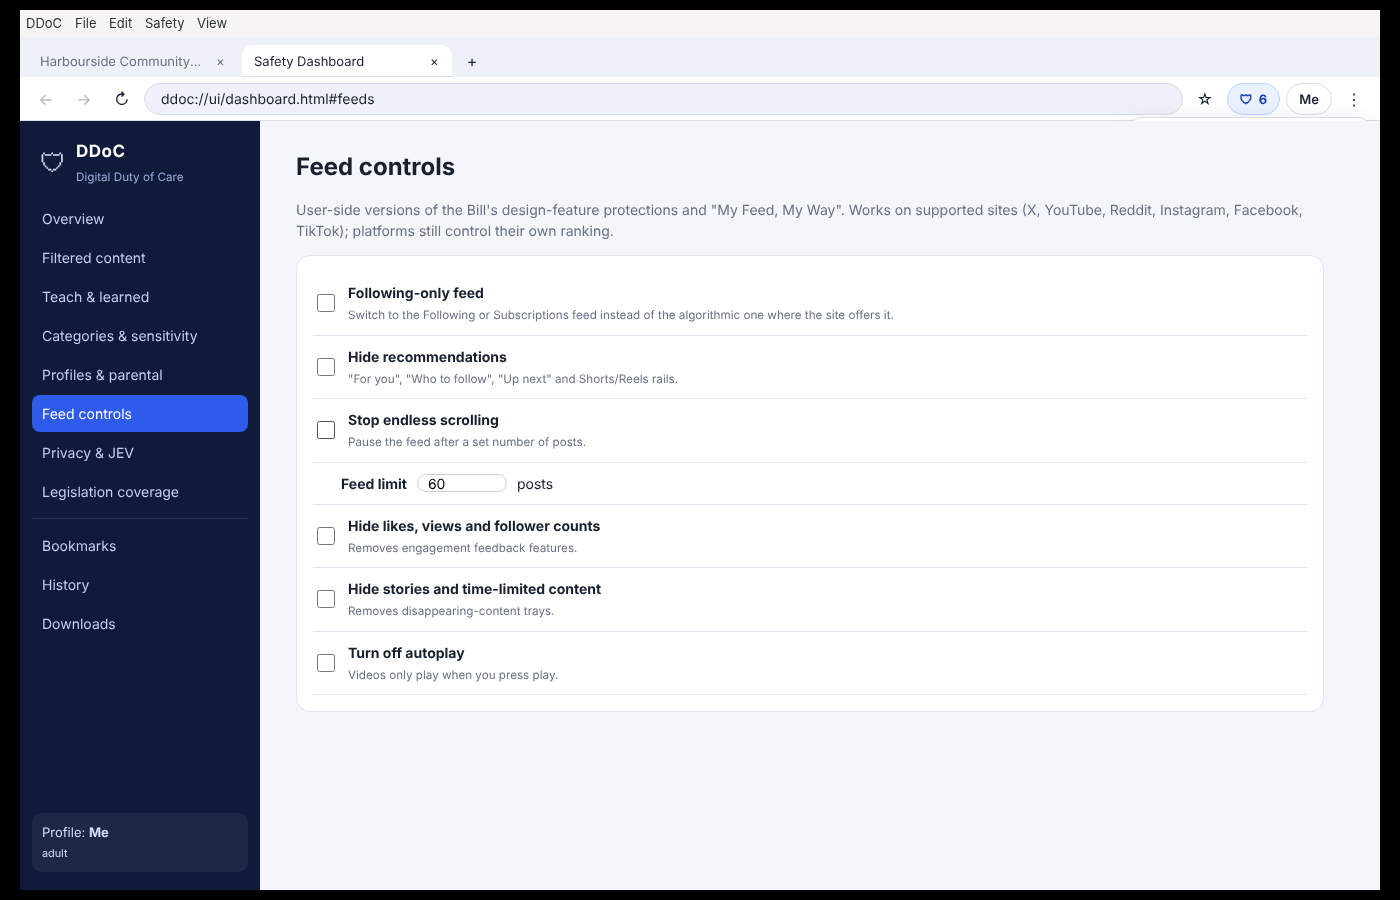 DDoC File Edit Safety View
Harbourside Community... × Safety Dashboard × +
ddoc://ui/dashboard.html#feeds 6 Me
DDoC
Digital Duty of Care
Overview
Filtered content
Teach & learned
Categories & sensitivity
Profiles & parental
Feed controls
Privacy & JEV
Legislation coverage
Bookmarks
History
Downloads
Profile: Me
adult
Feed controls
User-side versions of the Bill's design-feature protections and "My Feed, My Way". Works on supported sites (X, YouTube, Reddit, Instagram, Facebook,
TikTok); platforms still control their own ranking.
Following-only feed
Switch to the Following or Subscriptions feed instead of the algorithmic one where the site offers it.
Hide recommendations
"For you", "Who to follow", "Up next" and Shorts/Reels rails.
Stop endless scrolling
Pause the feed after a set number of posts.
Feed limit 60 posts
Hide likes, views and follower counts
Removes engagement feedback features.
Hide stories and time-limited content
Removes disappearing-content trays.
Turn off autoplay
Videos only play when you press play.